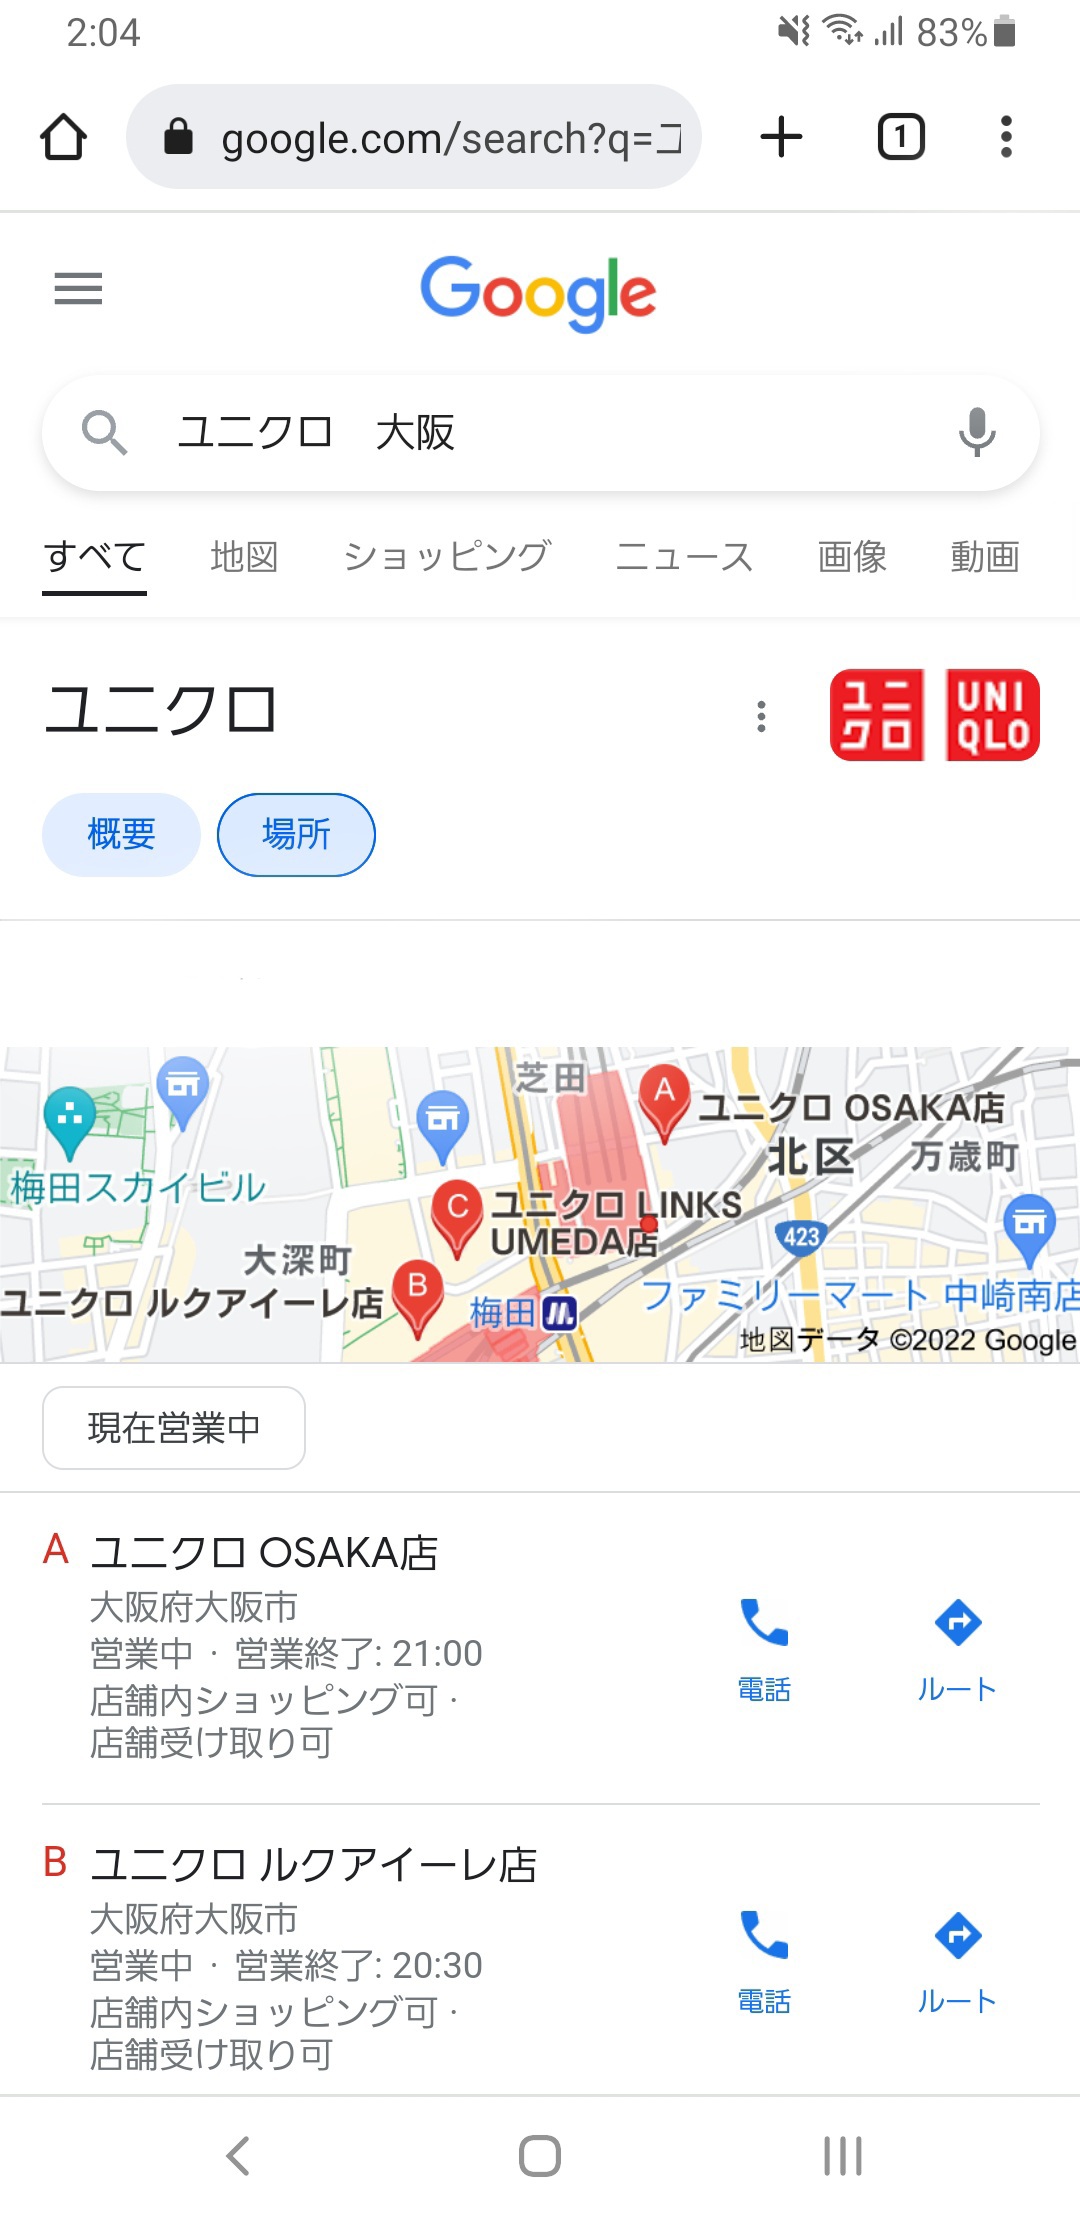 2:04
83%
google.com/search?q=ユ
1
Google
ユニクロ 大阪
すべて 地図 ショッピング ニュース 画像 動画
ユニクロ
ユニクロ
UNIQLO
概要 場所
芝田
A
ユニクロ OSAKA店
北区 万歳町
梅田スカイビル
C
ユニクロ LINKS
UMEDA店
423
大深町
B
ユニクロ ルクアイーレ店
梅田
ファミリーマート 中崎南店
地図データ ©2022 Google
現在営業中
A ユニクロ OSAKA店
大阪府大阪市
営業中 · 営業終了: 21:00
店舗内ショッピング可 ·
店舗受け取り可
電話 ルート
B ユニクロ ルクアイーレ店
大阪府大阪市
営業中 · 営業終了: 20:30
店舗内ショッピング可 ·
店舗受け取り可
電話 ルート